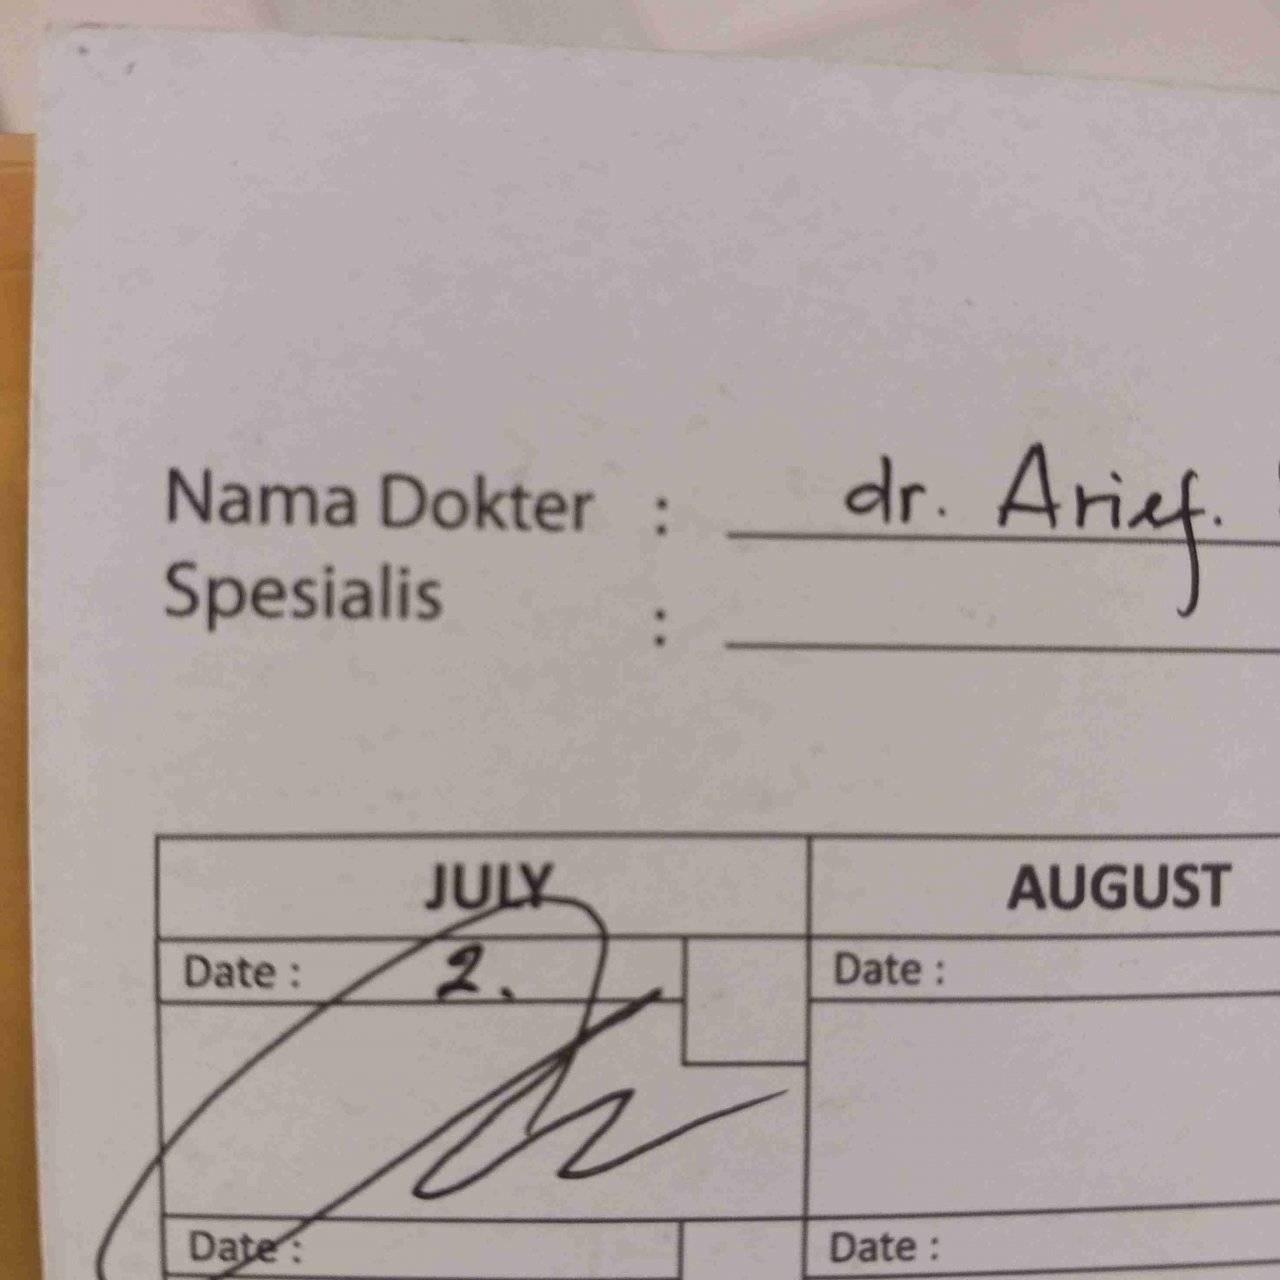 Nama Dokter : dr. Arief.
Spesialis :
JULY AUGUST
Date : 2. Date :
Date : Date :